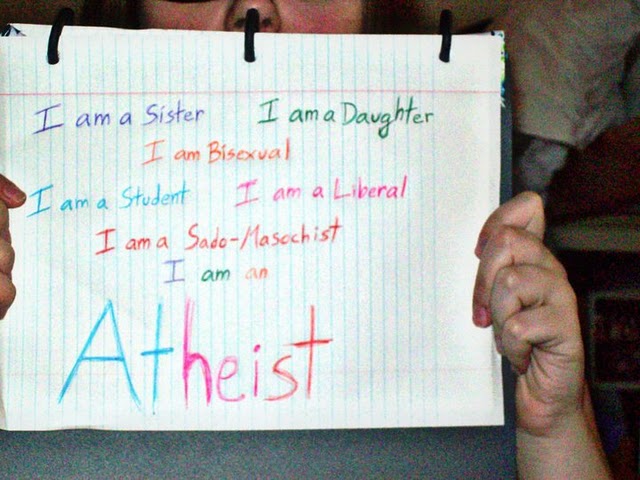 I am a Sister I am a Daughter
I am Bisexual
I am a Student I am a Liberal
I am a Sado-Masochist
I am an
Atheist